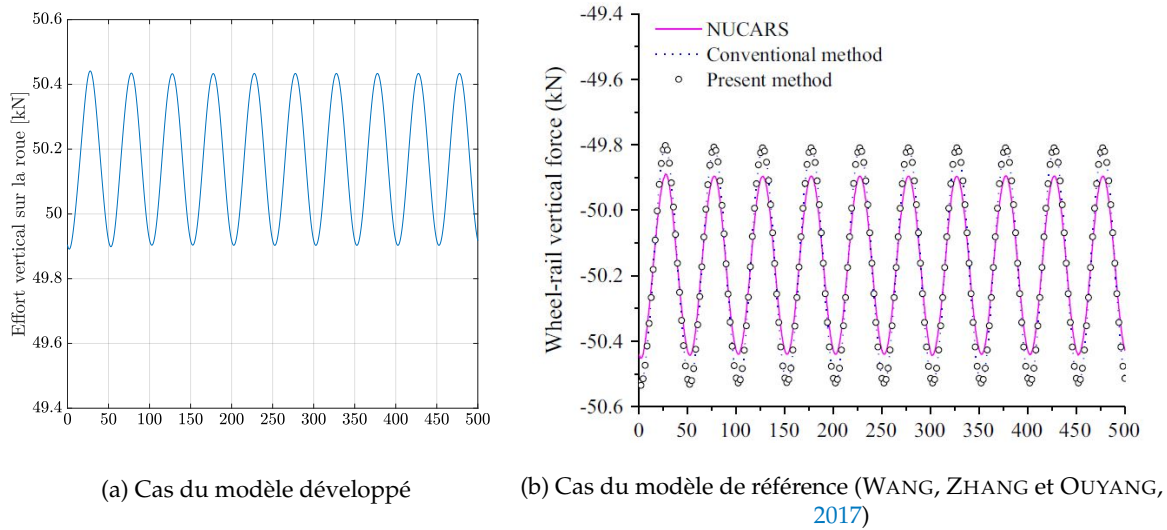 50.6
50.4
50.2
50
49.8
49.6
49.4
Effort vertical sur la roue [kN]
0 50 100 150 200 250 300 350 400 450 500
(a) Cas du modèle développé
-49.4
-49.6
-49.8
-50.0
-50.2
-50.4
-50.6
Wheel-rail vertical force (kN)
NUCARS
Conventional method
Present method
0 50 100 150 200 250 300 350 400 450 500
(b) Cas du modèle de référence (WANG, ZHANG et OUYANG,
2017)